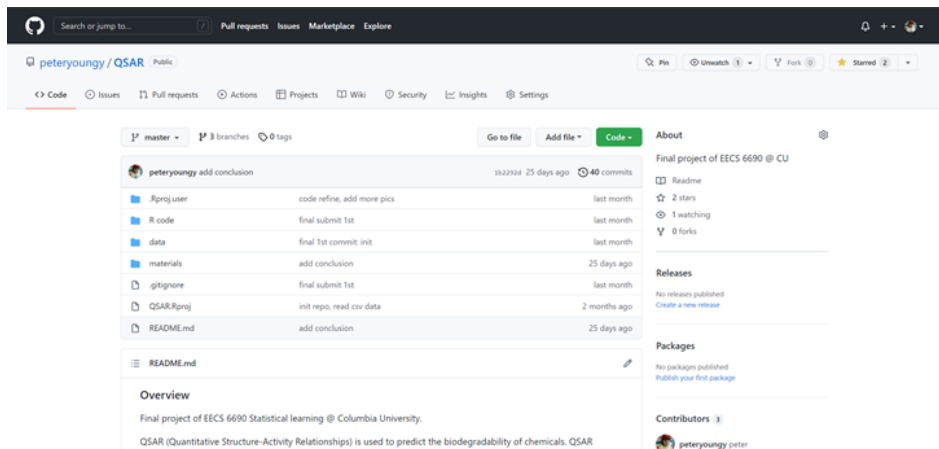 Search or jump to... / Pull requests Issues Marketplace Explore
peteryoungy / QSAR Public Pin Unwatch 1 Fork 0 Starred 2
Code Issues Pull requests Actions Projects Wiki Security Insights Settings
master 3 branches 0 tags Go to file Add file Code
peteryoungy add conclusion 25 days ago 40 commits
.Rproj.user code refine, add more pics last month
R code final submit 1st last month
data final 1st commit: init last month
materials add conclusion 25 days ago
.gitignore final submit 1st last month
QSAR.Rproj init repo, read csv data 2 months ago
README.md add conclusion 25 days ago
README.md
Overview
Final project of EECS 6690 Statistical learning @ Columbia University.
QSAR (Quantitative Structure-Activity Relationships) is used to predict the biodegradability of chemicals. QSAR
About
Final project of EECS 6690 @ CU
Readme
2 stars
1 watching
0 forks
Releases
No releases published
Create a new release
Packages
No packages published
Publish your first package
Contributors 3
peteryoungy peter